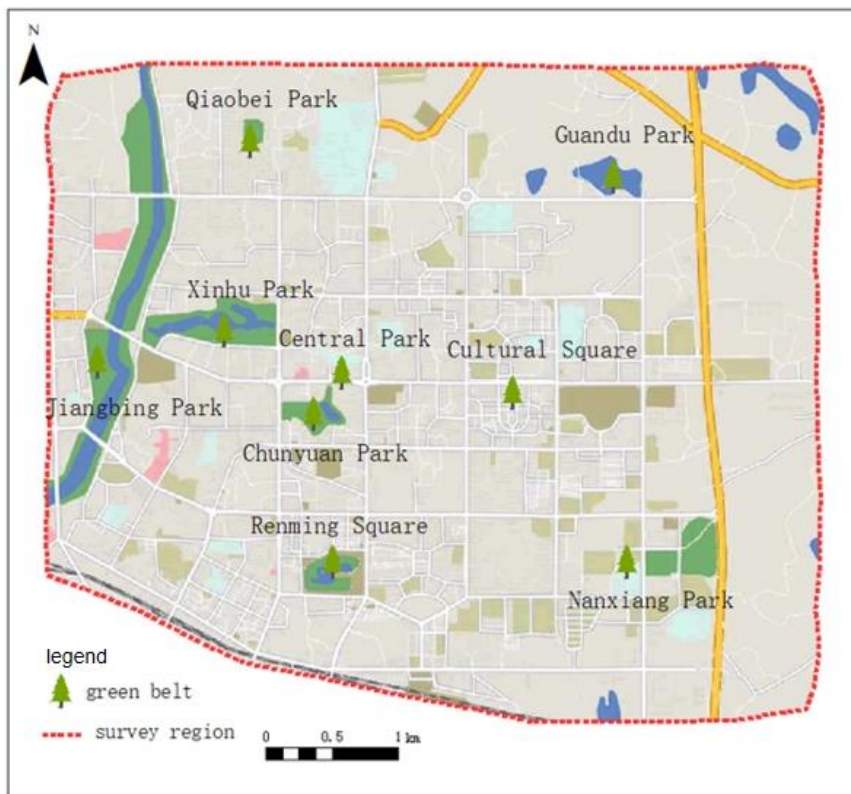 N
Qiaobei Park
Guandu Park
Xinhu Park
Central Park
Cultural Square
Jiangbing Park
Chunyuan Park
Renming Square
Nanxiang Park
legend
green belt
survey region
0 0.5 1 km